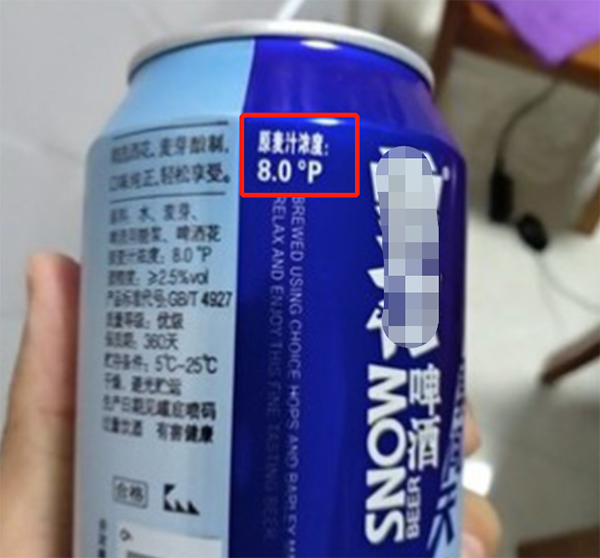 原麦汁浓度:
8.0 °P
精选酒花、麦芽酿制,
口味纯正,轻松享受。
原料: 水、麦芽、
啤酒花
原麦汁浓度: 8.0 °P
酒精度: ≥2.5%vol
产品标准代号:GB/T 4927
质量等级: 优级
保质期: 360天
贮存条件: 5℃-25℃
干燥、避光贮运
生产日期见罐底喷码
过量饮酒 有害健康
合格
BREWED USING CHOICE HOPS AND BARLEY
RELAX AND ENJOY THIS FINE TASTING BEER
SNOW
BEER
啤酒